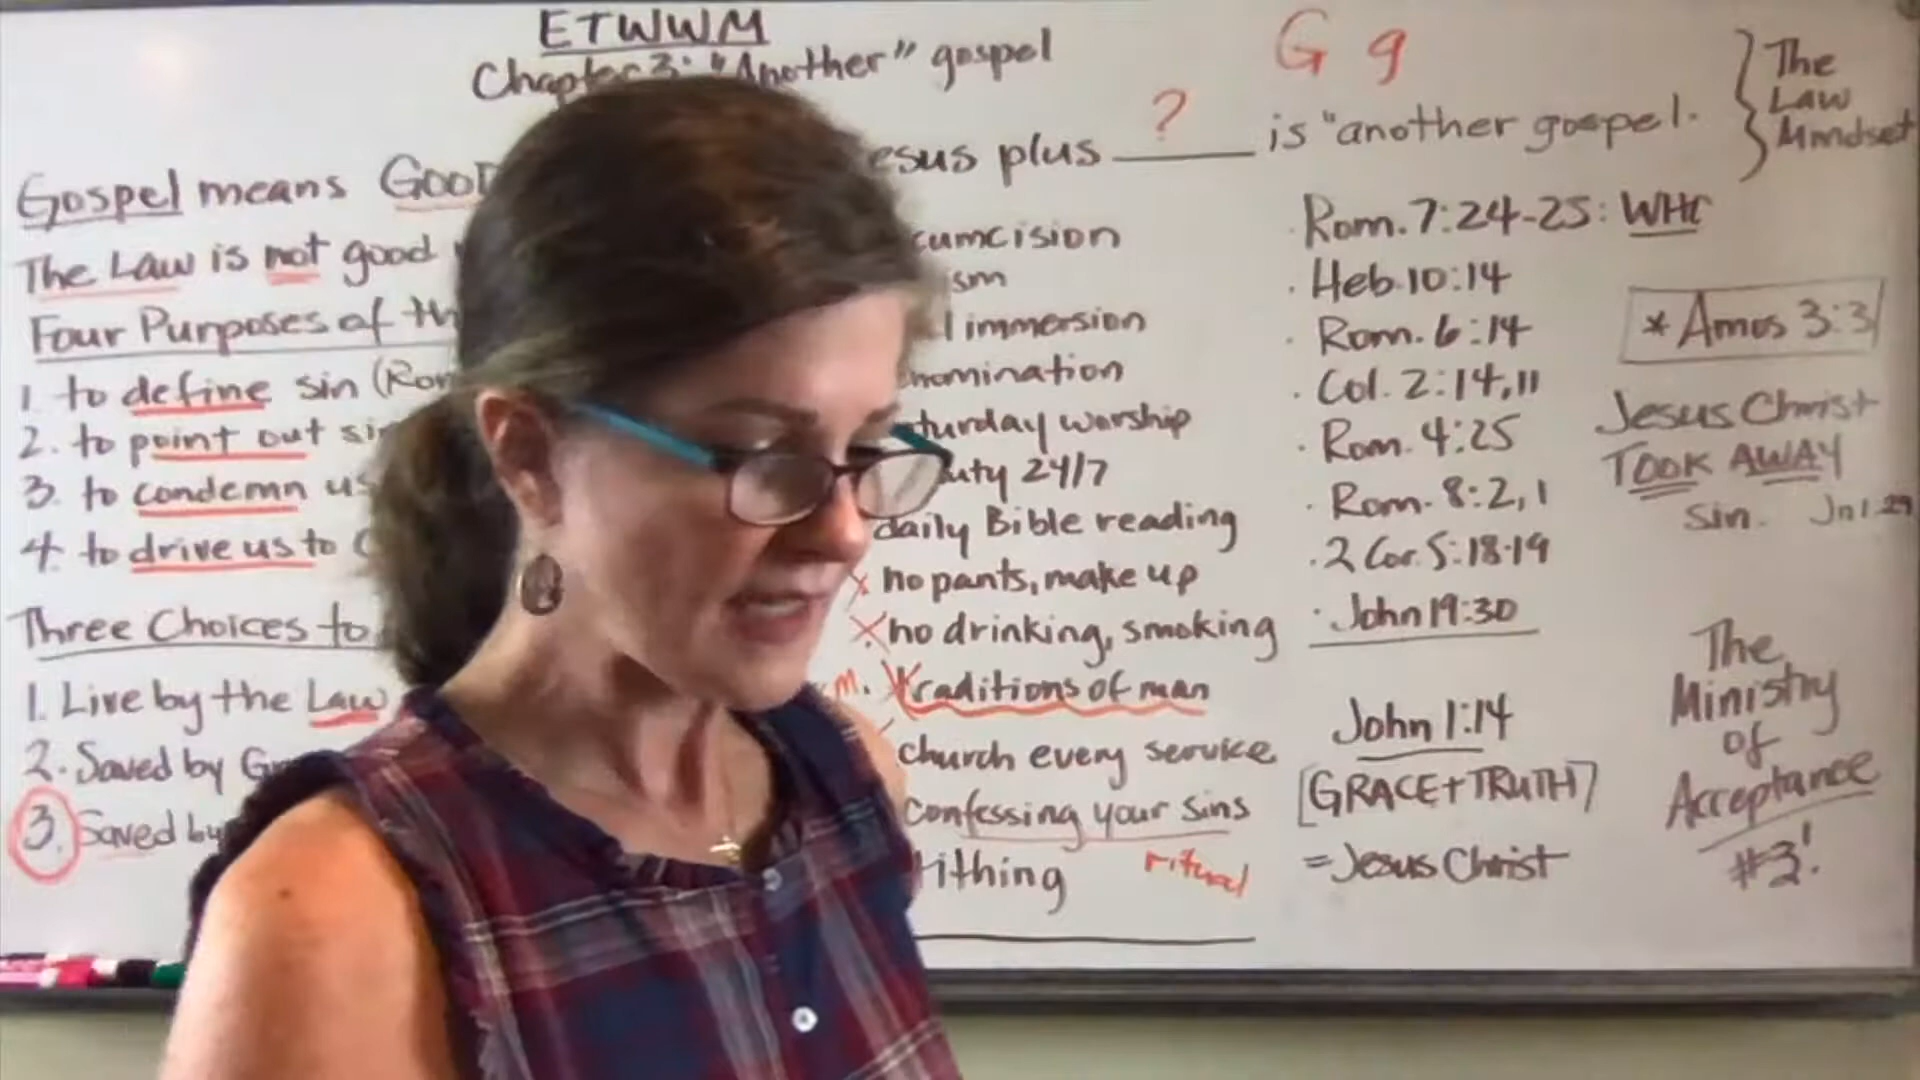 ETWWM
Chapter 3: "Another" gospel
G g
The
Law
Mindset
esus plus ? is "another gospel.
Gospel means GOOD
The Law is not good
Four Purposes of th
1. to define sin (Rom
2. to point out sin
3. to condemn us
4. to drive us to C
Three Choices to
1. Live by the Law
2. Saved by Gr
3. Saved by
cumcision
ism
l immersion
nomination
turday worship
uty 24/7
daily Bible reading
no pants, make up
no drinking, smoking
traditions of man
church every service
confessing your sins
tithing ritual
Rom. 7:24-25: WHC
Heb. 10:14
Rom. 6:14
Col. 2:14,11
Rom. 4:25
Rom. 8:2,1
2 Cor. 5:18-19
John 19:30
John 1:14
[GRACE + TRUTH]
= Jesus Christ
* Amos 3:3
Jesus Christ
TOOK AWAY
sin. Jn 1:29
The
Ministry
of
Acceptance
#3!